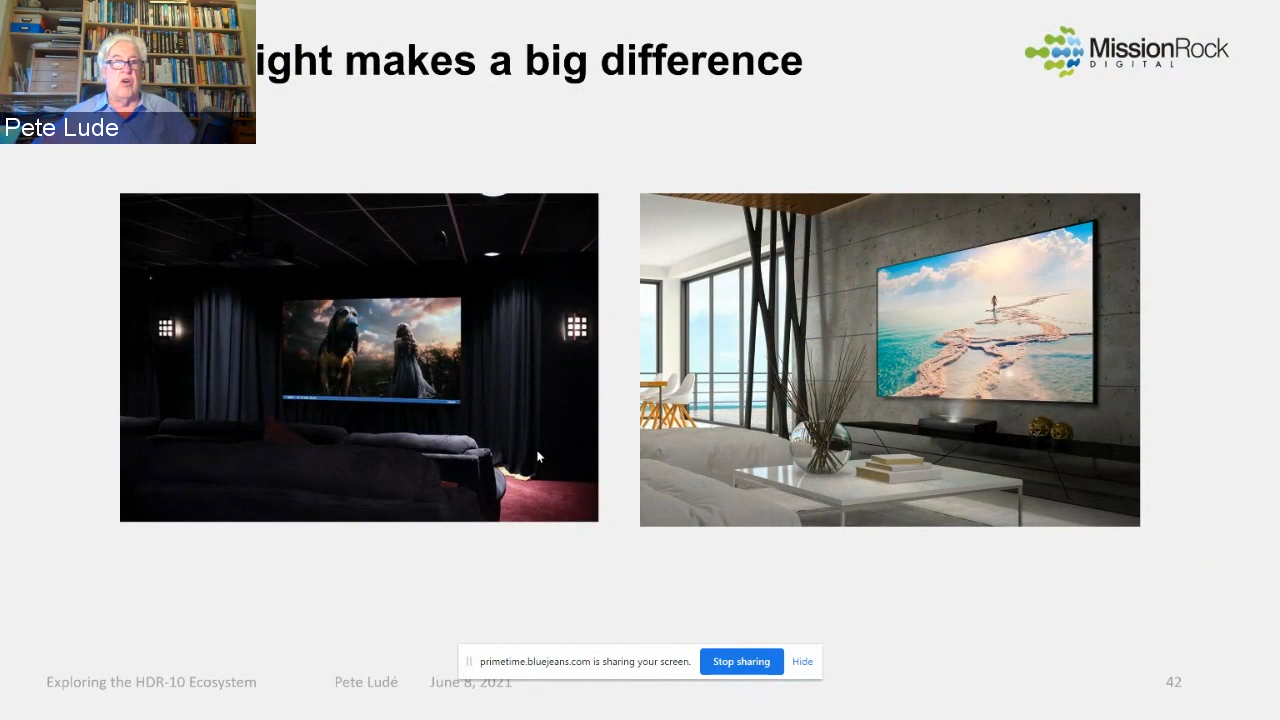 ight makes a big difference
MissionRock
DIGITAL
Pete Lude
primetime.bluejeans.com is sharing your screen.
Stop sharing
Hide
Exploring the HDR-10 Ecosystem
Pete Ludé
June 8, 2021
42